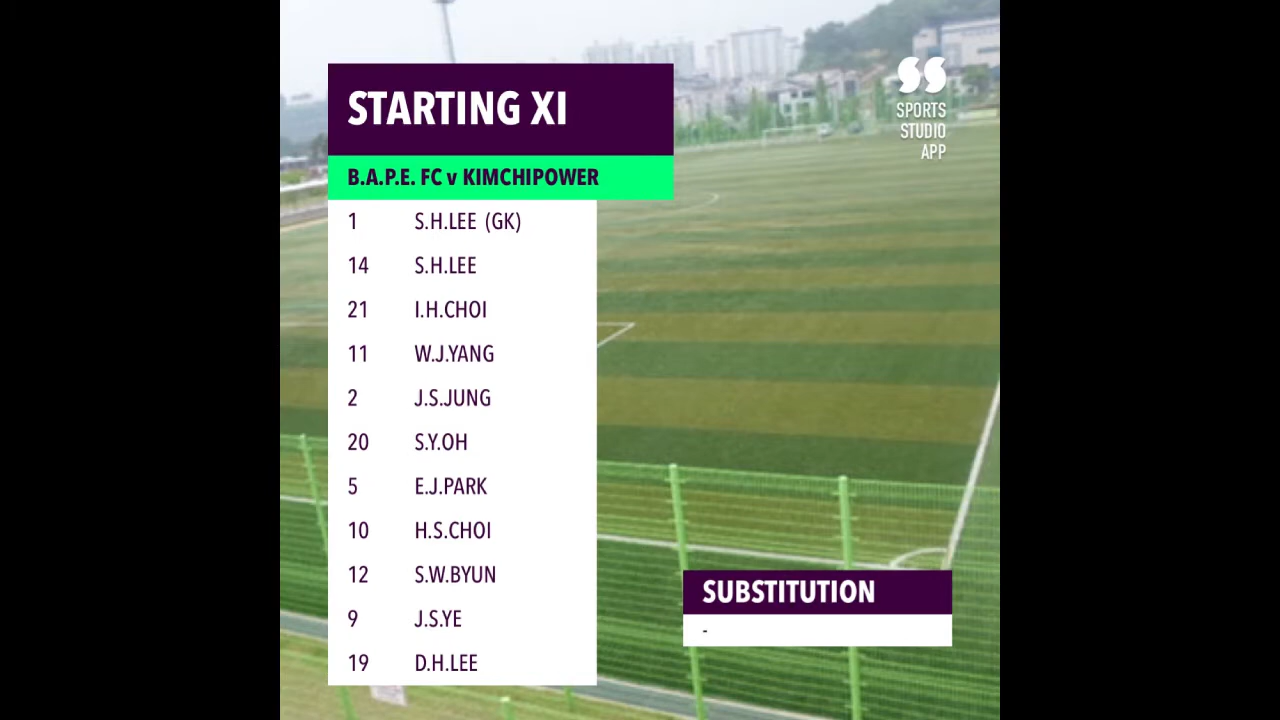 STARTING XI
B.A.P.E. FC v KIMCHIPOWER
1 S.H.LEE (GK)
14 S.H.LEE
21 I.H.CHOI
11 W.J.YANG
2 J.S.JUNG
20 S.Y.OH
5 E.J.PARK
10 H.S.CHOI
12 S.W.BYUN
9 J.S.YE
19 D.H.LEE
SPORTS
STUDIO
APP
SUBSTITUTION
-